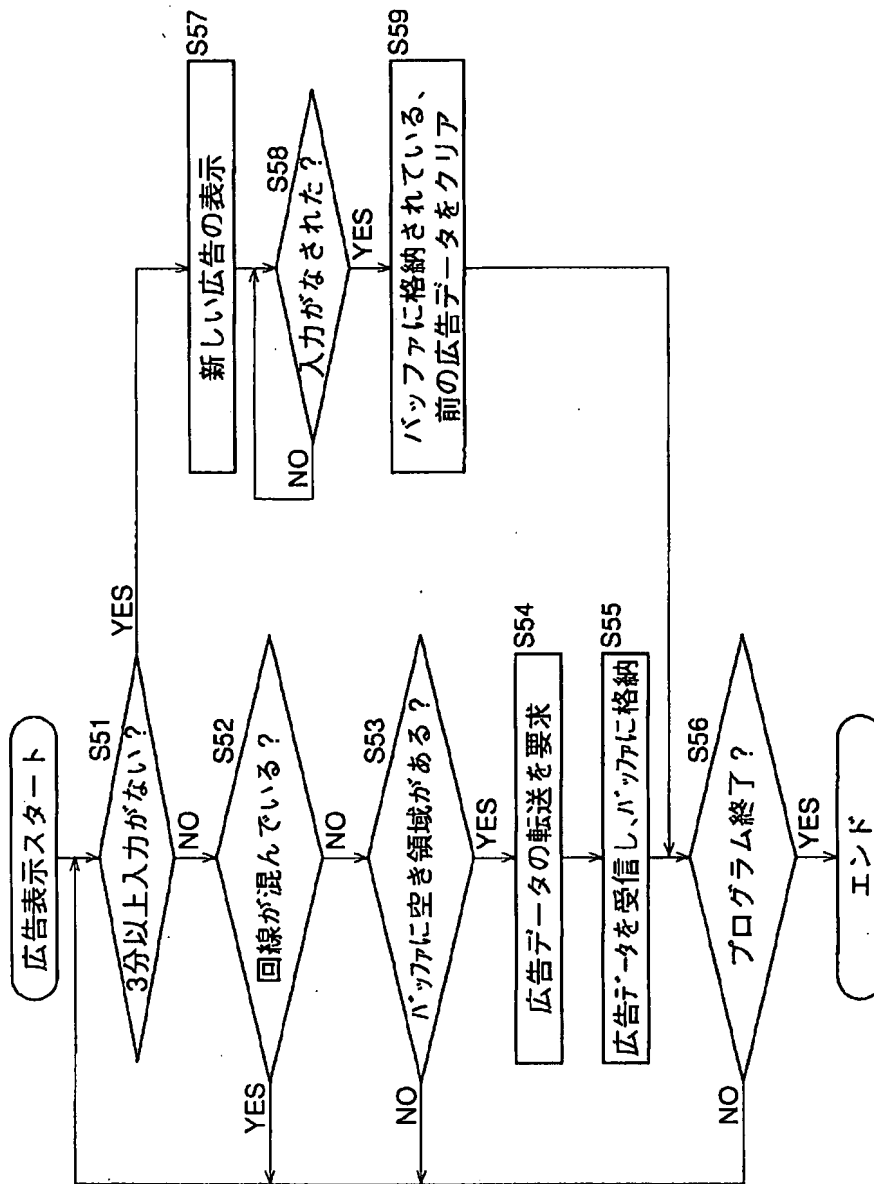 広告表示スタート
S51
3分以上入力がない?
YES
NO
S52
回線が混んでいる?
YES
NO
S53
バッファに空き領域がある?
NO
YES
S54
広告データの転送を要求
S55
広告データを受信し、バッファに格納
S56
プログラム終了?
NO
YES
エンド
S57
新しい広告の表示
S58
入力がなされた?
NO
YES
S59
バッファに格納されている、
前の広告データをクリア